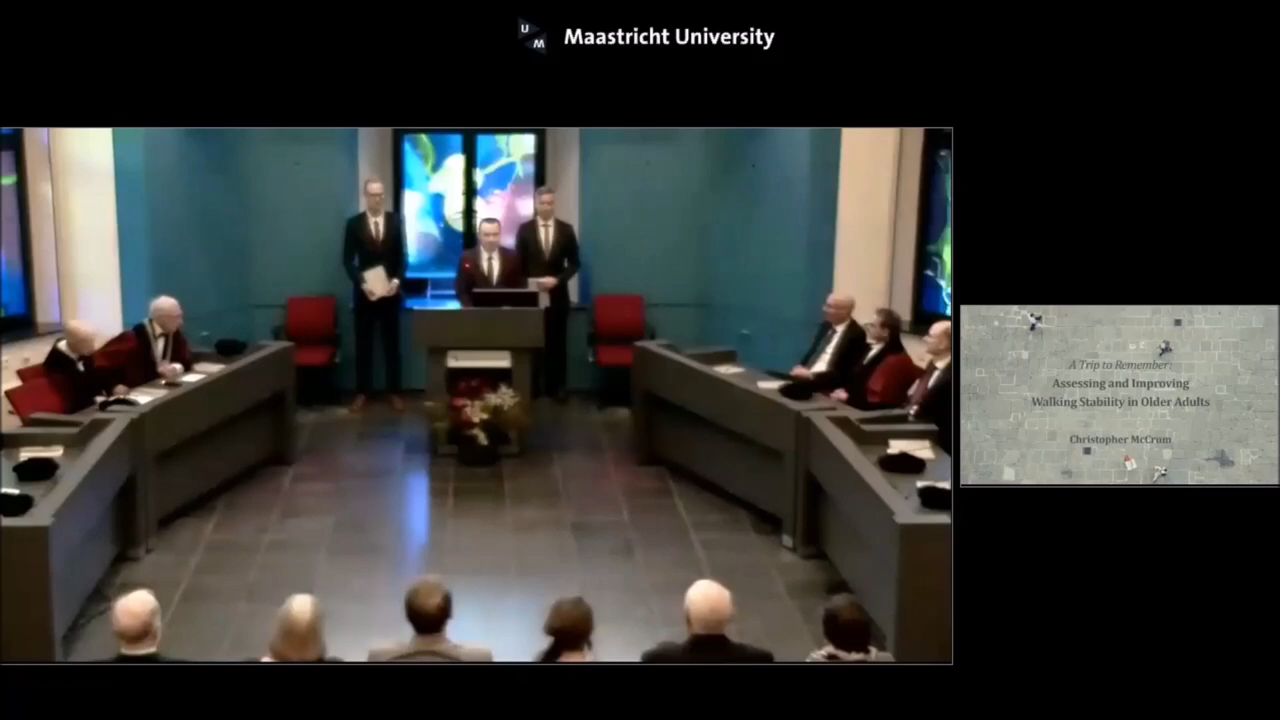 U
M
Maastricht University
A Trip to Remember:
Assessing and Improving
Walking Stability in Older Adults
Christopher McCrum